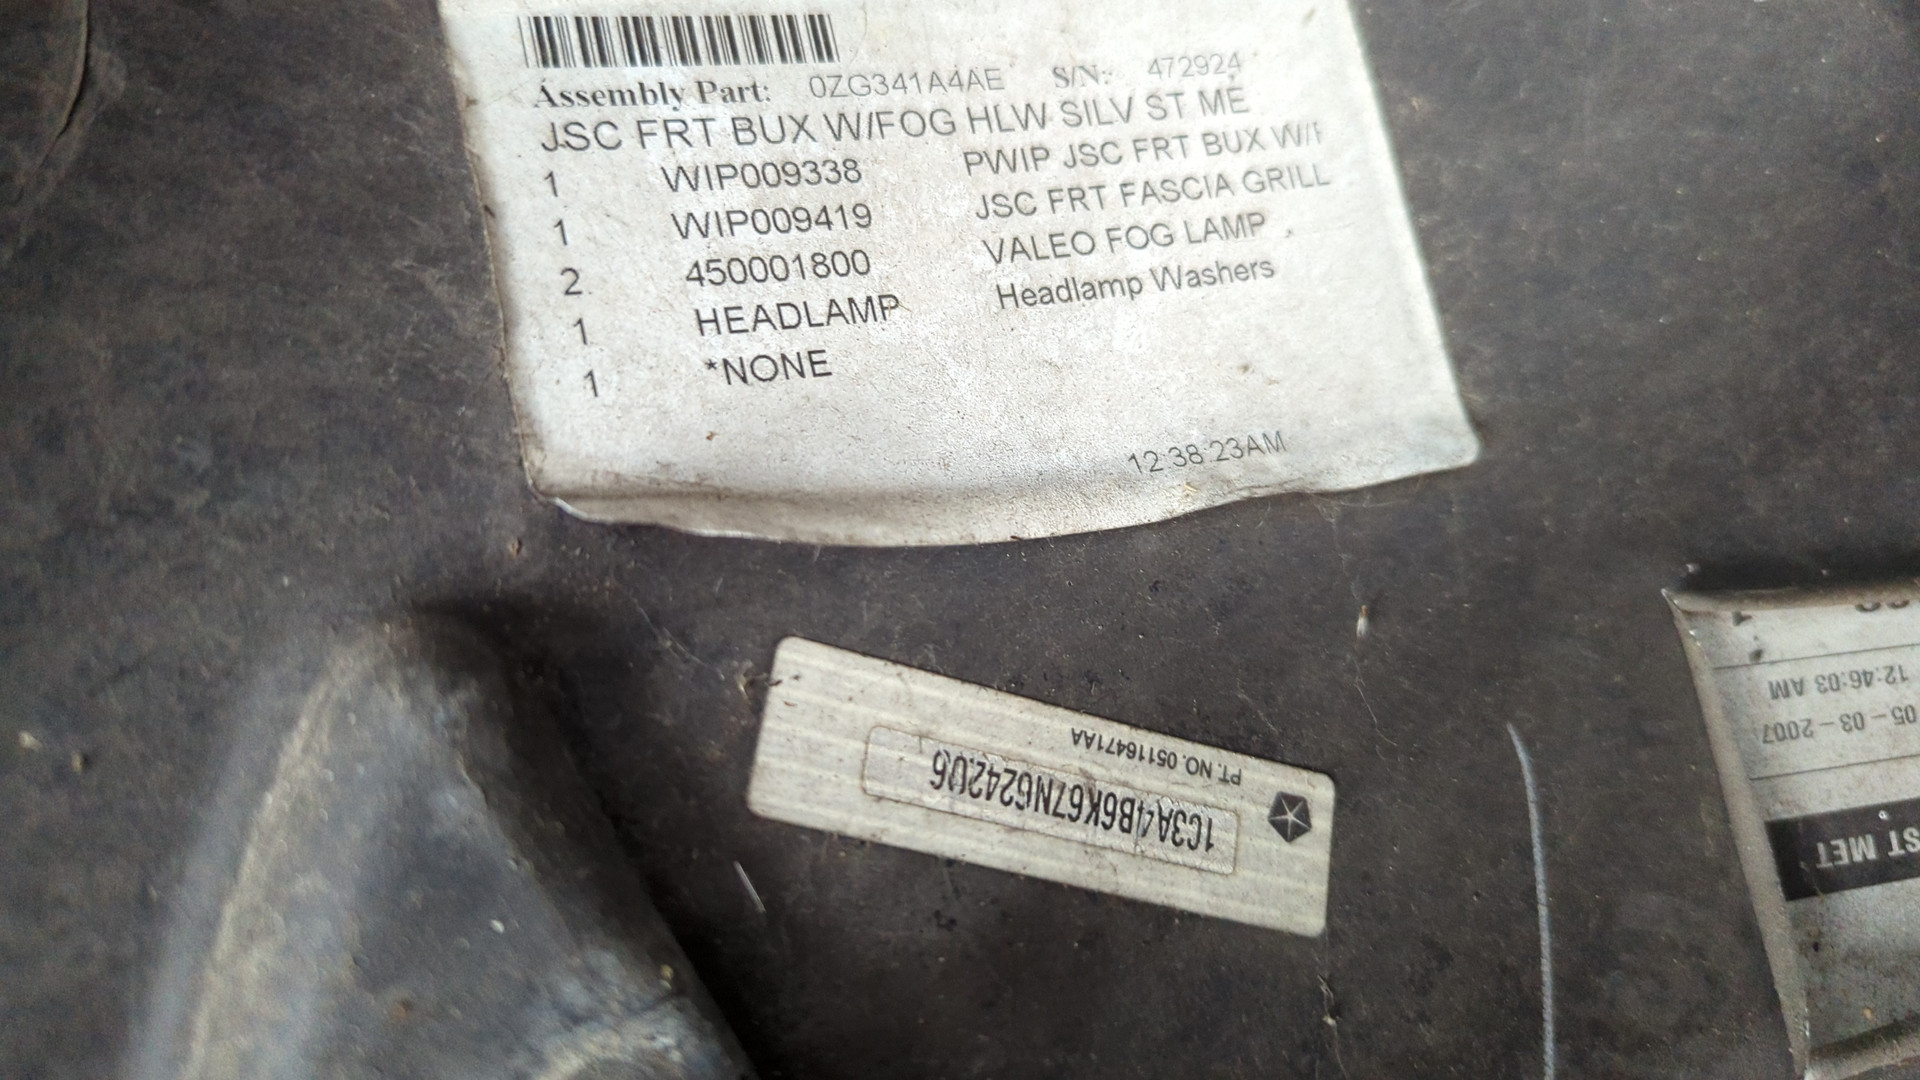 Assembly Part: 0ZG341A4AE S/N: 472924
JSC FRT BUX W/FOG HLW SILV ST ME
1 WIP009338 PWIP JSC FRT BUX W/F
1 WIP009419 JSC FRT FASCIA GRILL
2 450001800 VALEO FOG LAMP
1 HEADLAMP Headlamp Washers
1 *NONE
12:38:23AM
1C3A4B6K67N6242U6
PT. NO. 05116471AA
ST MET
05-03-2007
12:46:03 AM